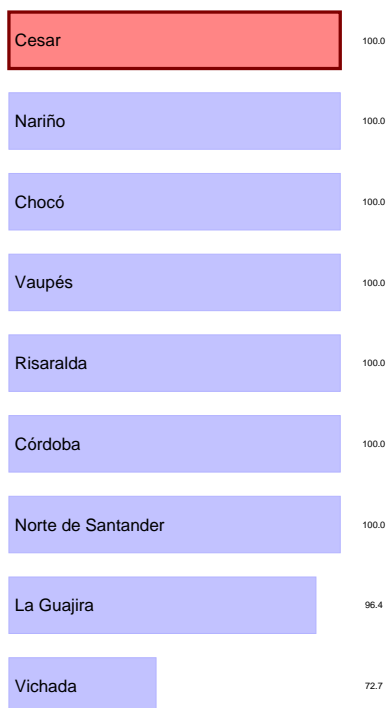 Cesar 100.0
Nariño 100.0
Chocó 100.0
Vaupés 100.0
Risaralda 100.0
Córdoba 100.0
Norte de Santander 100.0
La Guajira 96.4
Vichada 72.7